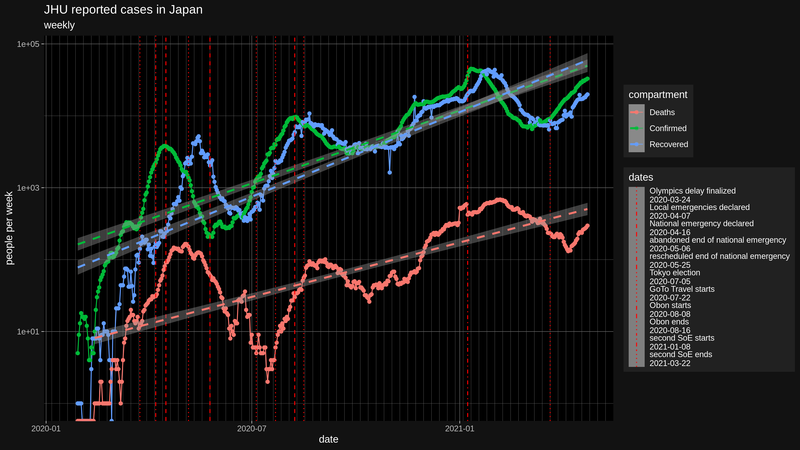 JHU reported cases in Japan
weekly
1e+05
1e+03
1e+01
people per week
2020-01
2020-07
2021-01
date
compartment
Deaths
Confirmed
Recovered
dates
Olympics delay finalized
2020-03-24
Local emergencies declared
2020-04-07
National emergency declared
2020-04-16
abandoned end of national emergency
2020-05-06
rescheduled end of national emergency
2020-05-25
Tokyo election
2020-07-05
GoTo Travel starts
2020-07-22
Obon starts
2020-08-08
Obon ends
2020-08-16
second SoE starts
2021-01-08
second SoE ends
2021-03-22